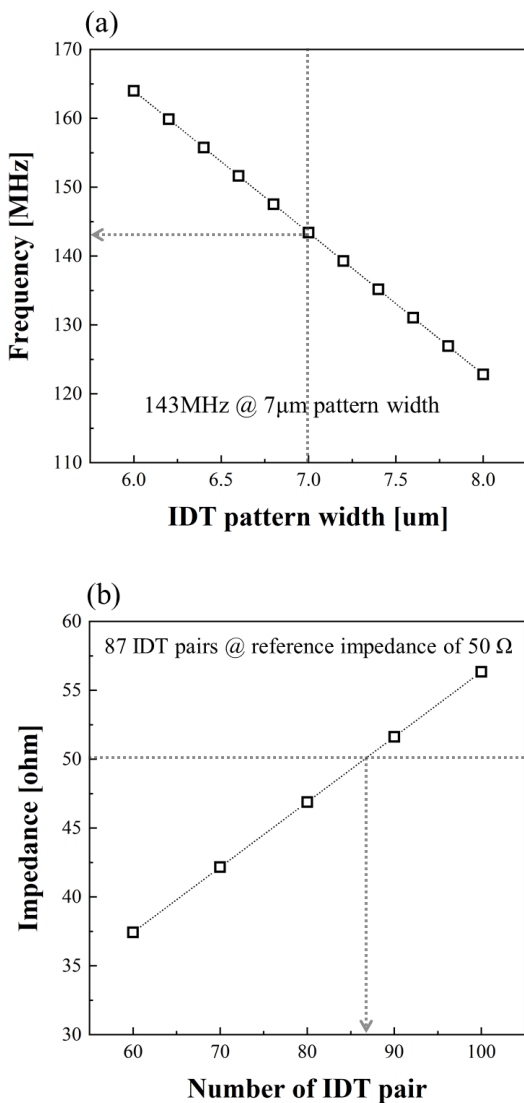 (a)
170
160
150
140
130
120
110
Frequency [MHz]
143MHz @ 7μm pattern width
6.0 6.5 7.0 7.5 8.0
IDT pattern width [um]
(b)
60
55
50
45
40
35
30
Impedance [ohm]
87 IDT pairs @ reference impedance of 50 Ω
60 70 80 90 100
Number of IDT pair